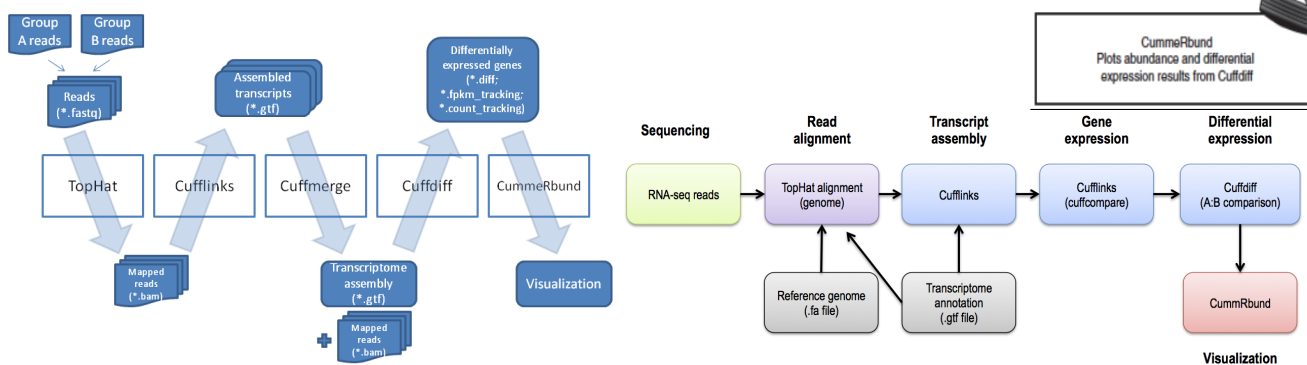 Group
A reads
Group
B reads
Reads
(*.fastq)
Assembled
transcripts
(*.gtf)
Differentially
expressed genes
(*.diff;
*.fpkm_tracking;
*.count_tracking)
TopHat
Cufflinks
Cuffmerge
Cuffdiff
CummeRbund
Mapped
reads
(*.bam)
Transcriptome
assembly
(*.gtf)
Mapped
reads
(*.bam)
Visualization
CummeRbund
Plots abundance and differential
expression results from Cuffdiff
Sequencing
Read
alignment
Transcript
assembly
Gene
expression
Differential
expression
RNA-seq reads
TopHat alignment
(genome)
Cufflinks
Cufflinks
(cuffcompare)
Cuffdiff
(A:B comparison)
Reference genome
(.fa file)
Transcriptome
annotation
(.gtf file)
CummRbund
Visualization